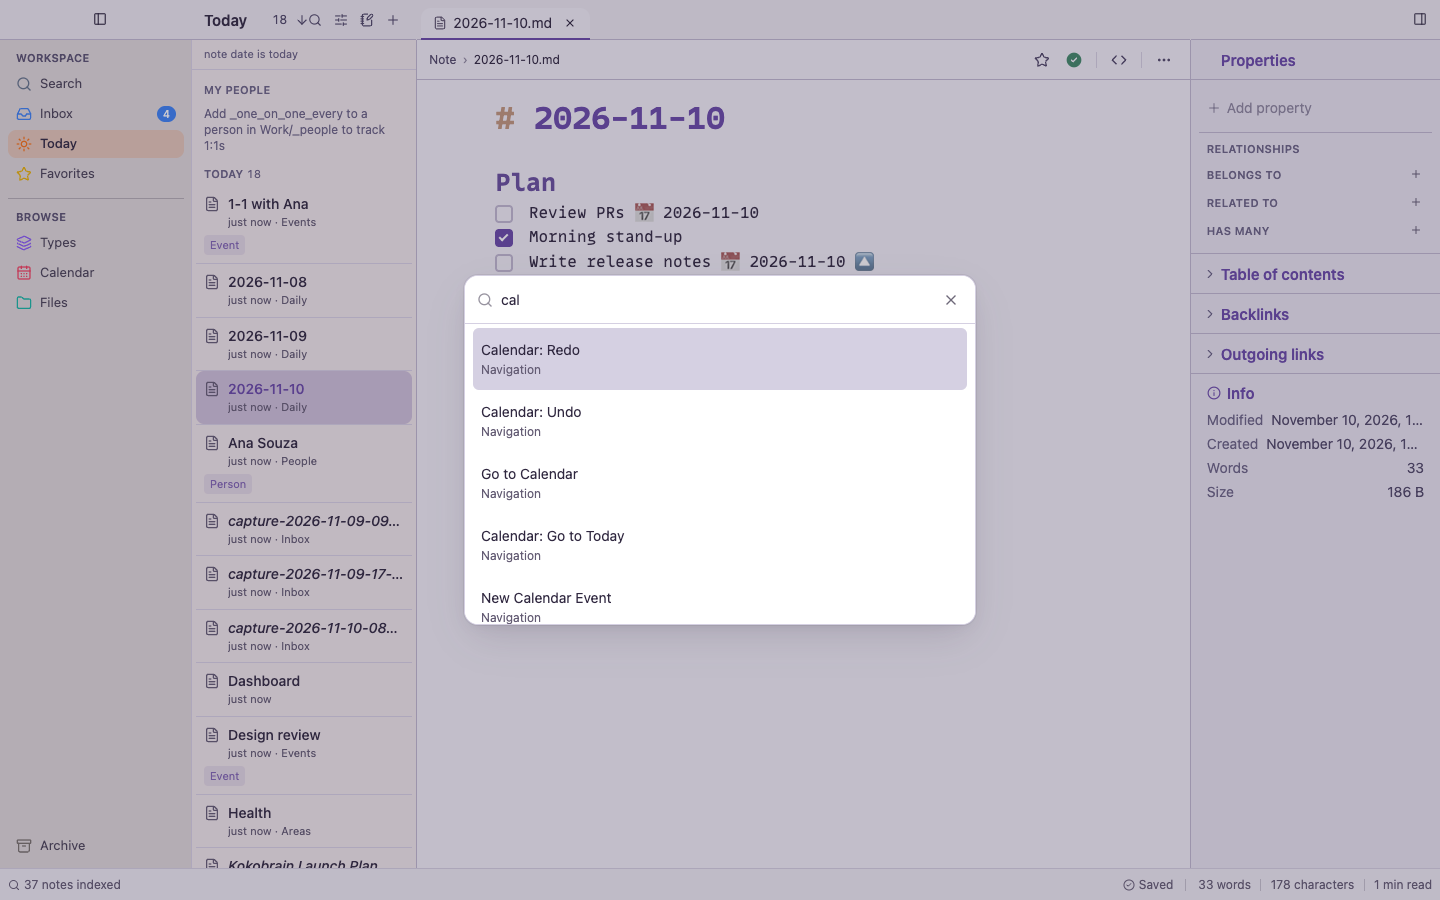 Today 18
2026-11-10.md
WORKSPACE
Search
Inbox 4
Today
Favorites
BROWSE
Types
Calendar
Files
Archive
note date is today
MY PEOPLE
Add _one_on_one_every to a
person in Work/_people to track
1:1s
TODAY 18
1-1 with Ana
just now · Events
Event
2026-11-08
just now · Daily
2026-11-09
just now · Daily
2026-11-10
just now · Daily
Ana Souza
just now · People
Person
capture-2026-11-09-09...
just now · Inbox
capture-2026-11-09-17-...
just now · Inbox
capture-2026-11-10-08...
just now · Inbox
Dashboard
just now
Design review
just now · Events
Event
Health
just now · Areas
Kokobrain Launch Plan
Note › 2026-11-10.md
# 2026-11-10
Plan
Review PRs 📅 2026-11-10
Morning stand-up
Write release notes 📅 2026-11-10 🔼
cal
Calendar: Redo
Navigation
Calendar: Undo
Navigation
Go to Calendar
Navigation
Calendar: Go to Today
Navigation
New Calendar Event
Navigation
Properties
Add property
RELATIONSHIPS
BELONGS TO
RELATED TO
HAS MANY
Table of contents
Backlinks
Outgoing links
Info
Modified November 10, 2026, 1...
Created November 10, 2026, 1...
Words 33
Size 186 B
37 notes indexed
Saved
33 words
178 characters
1 min read